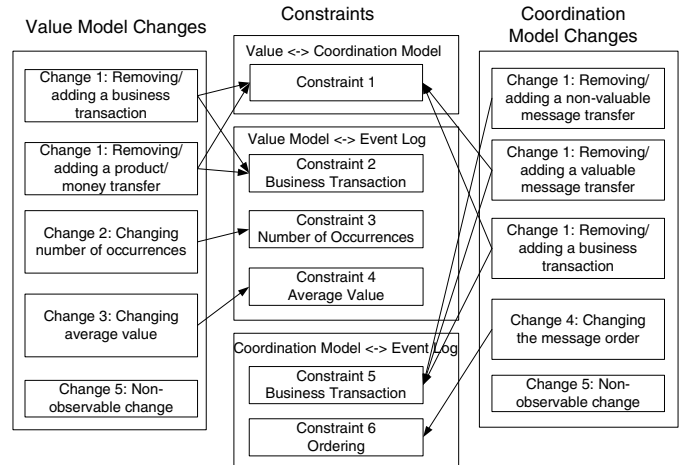 Value Model Changes
Change 1: Removing/
adding a business
transaction
Change 1: Removing/
adding a product/
money transfer
Change 2: Changing
number of occurrences
Change 3: Changing
average value
Change 5: Non-
observable change
Constraints
Value <-> Coordination Model
Constraint 1
Value Model <-> Event Log
Constraint 2
Business Transaction
Constraint 3
Number of Occurrences
Constraint 4
Average Value
Coordination Model <-> Event Log
Constraint 5
Business Transaction
Constraint 6
Ordering
Coordination
Model Changes
Change 1: Removing/
adding a non-valuable
message transfer
Change 1: Removing/
adding a valuable
message transfer
Change 1: Removing/
adding a business
transaction
Change 4: Changing
the message order
Change 5: Non-
observable change